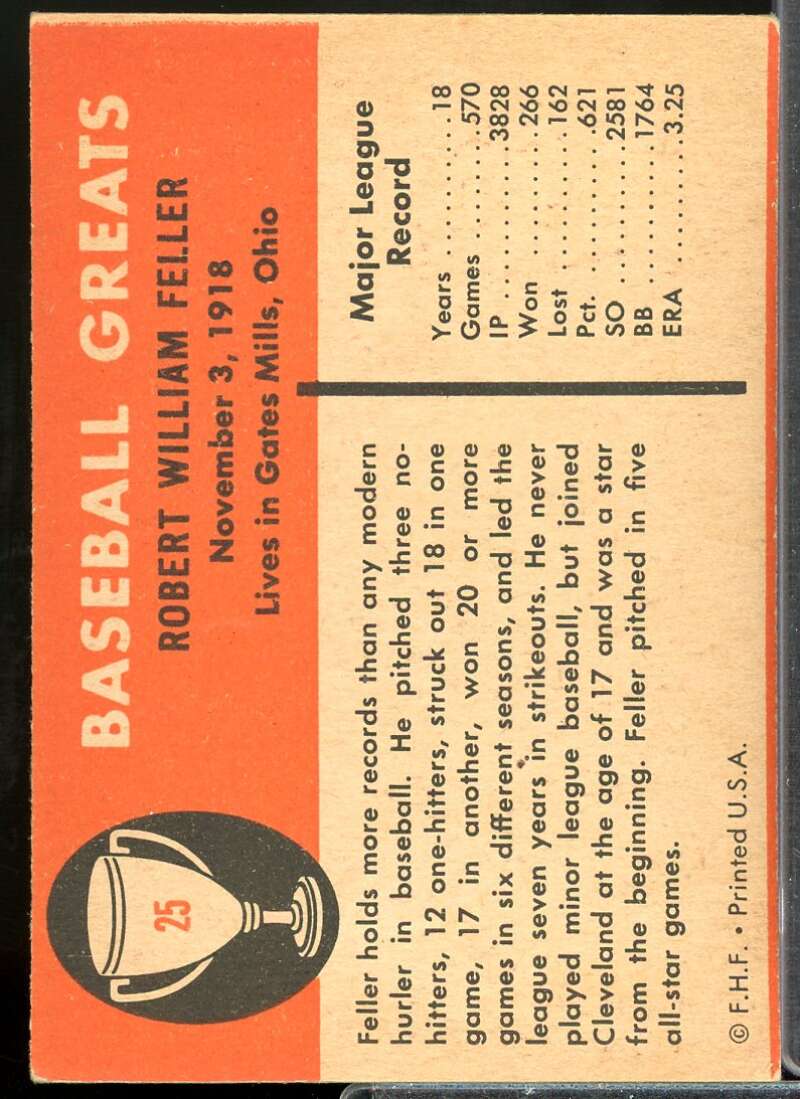 25
BASEBALL GREATS
ROBERT WILLIAM FELLER
November 3, 1918
Lives in Gates Mills, Ohio
Feller holds more records than any modern
hurler in baseball. He pitched three no-
hitters, 12 one-hitters, struck out 18 in one
game, 17 in another, won 20 or more
games in six different seasons, and led the
league seven years in strikeouts. He never
played minor league baseball, but joined
Cleveland at the age of 17 and was a star
from the beginning. Feller pitched in five
all-star games.
Major League
Record
Years . . . . . . . . . . .18
Games . . . . . . . .570
IP . . . . . . . . . . . 3828
Won . . . . . . . . . .266
Lost . . . . . . . . . . .162
Pct. . . . . . . . . . . .621
SO . . . . . . . . . .2581
BB . . . . . . . . . .1764
ERA . . . . . . . . .3.25
© F.H.F. • Printed U.S.A.